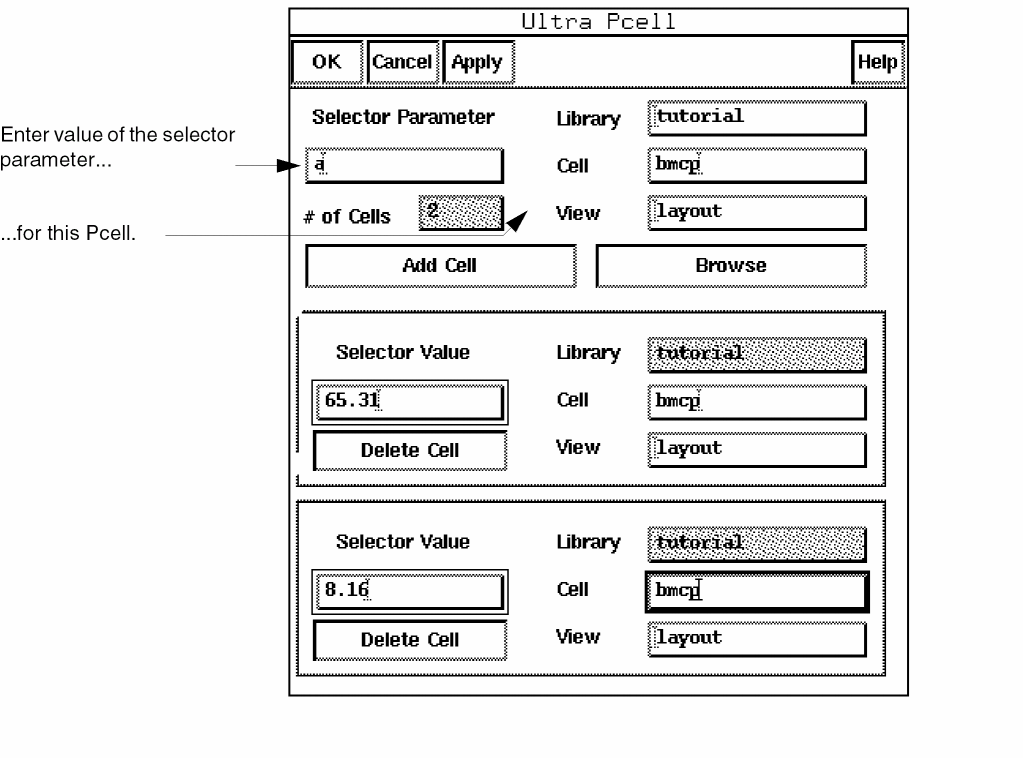 Ultra Pcell
OK Cancel Apply Help
Selector Parameter Library tutorial
Enter value of the selector
parameter...
a Cell bmcp
# of Cells 2 View layout
...for this Pcell.
Add Cell Browse
Selector Value Library tutorial
65.31 Cell bmcp
Delete Cell View layout
Selector Value Library tutorial
8.16 Cell bmcp
Delete Cell View layout